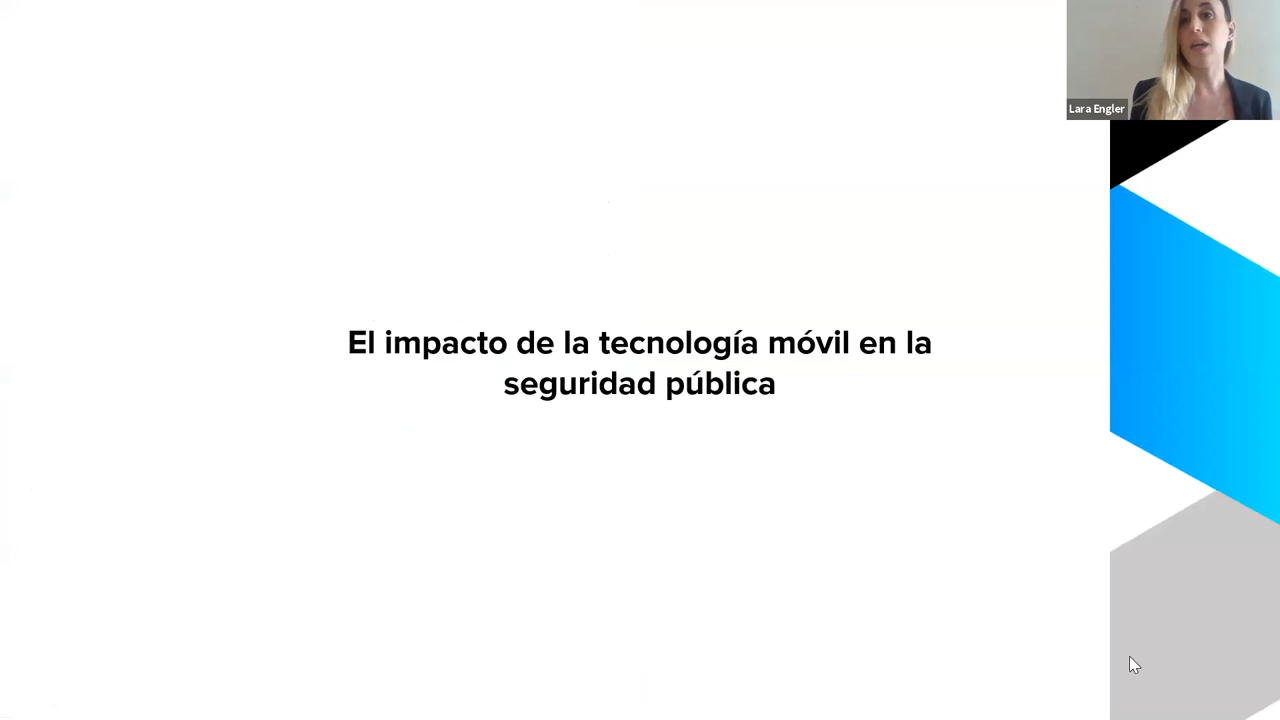 Lara Engler
El impacto de la tecnología móvil en la
seguridad pública